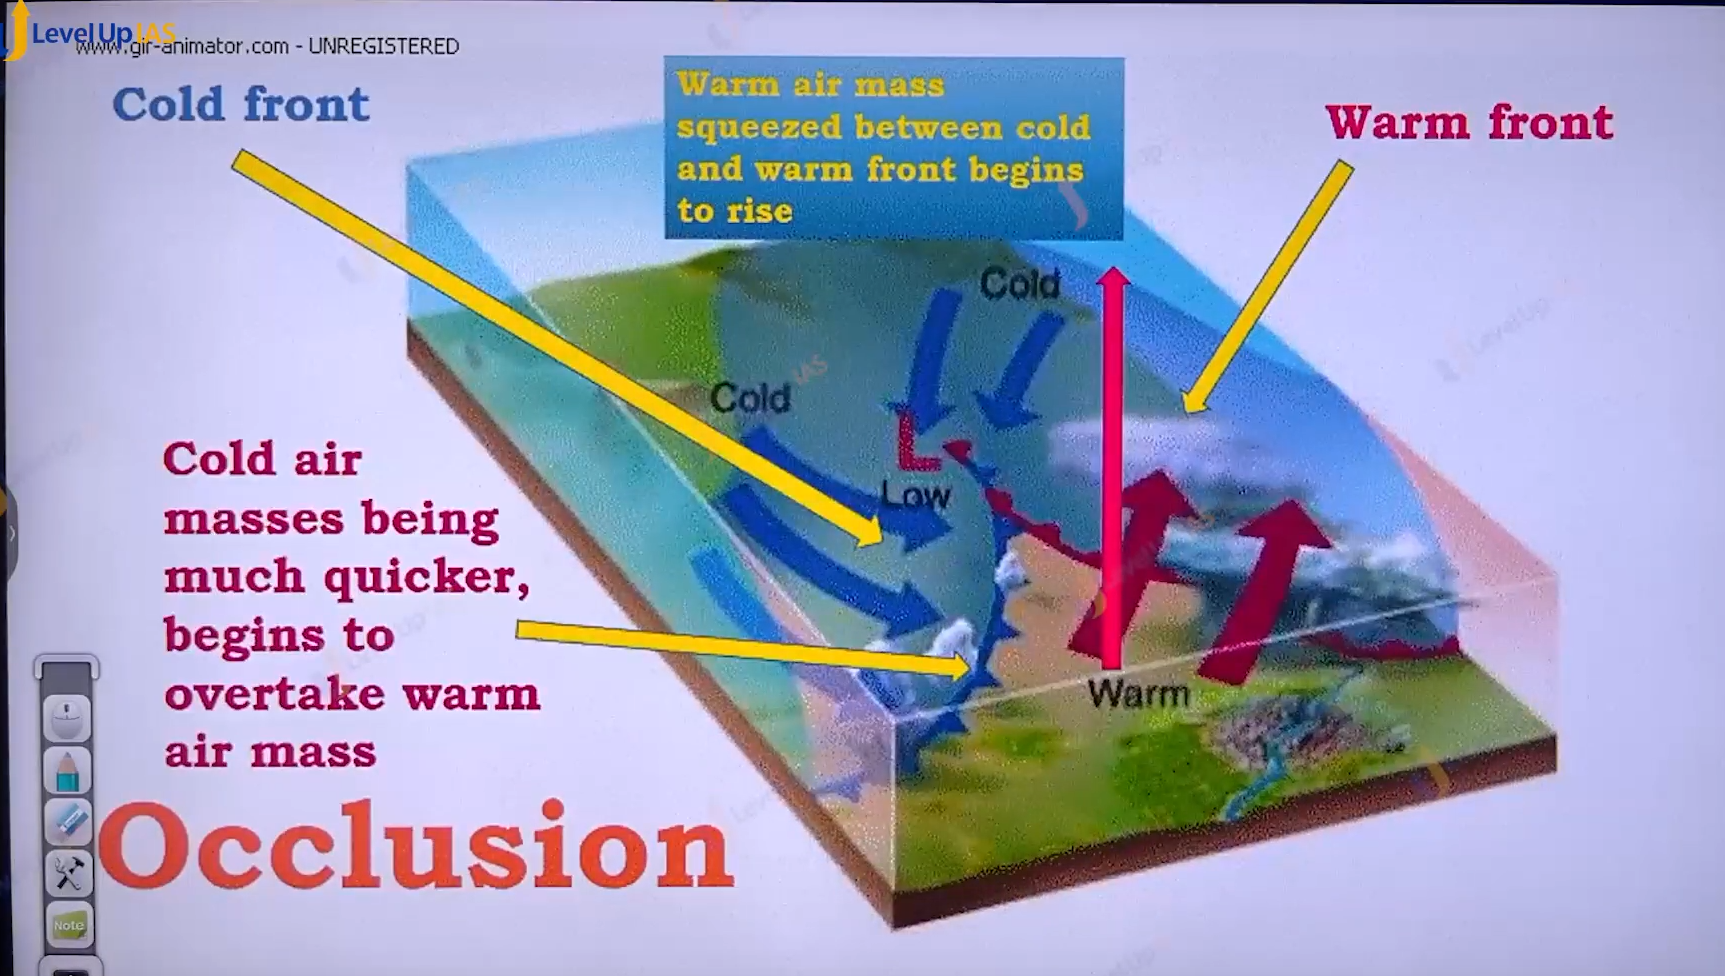 LevelUp IAS
www.gif-animator.com - UNREGISTERED
Cold front
Warm air mass
squeezed between cold
and warm front begins
to rise
Warm front
Cold
Cold
L
Low
Cold air
masses being
much quicker,
begins to
overtake warm
air mass
Warm
Occlusion
Note